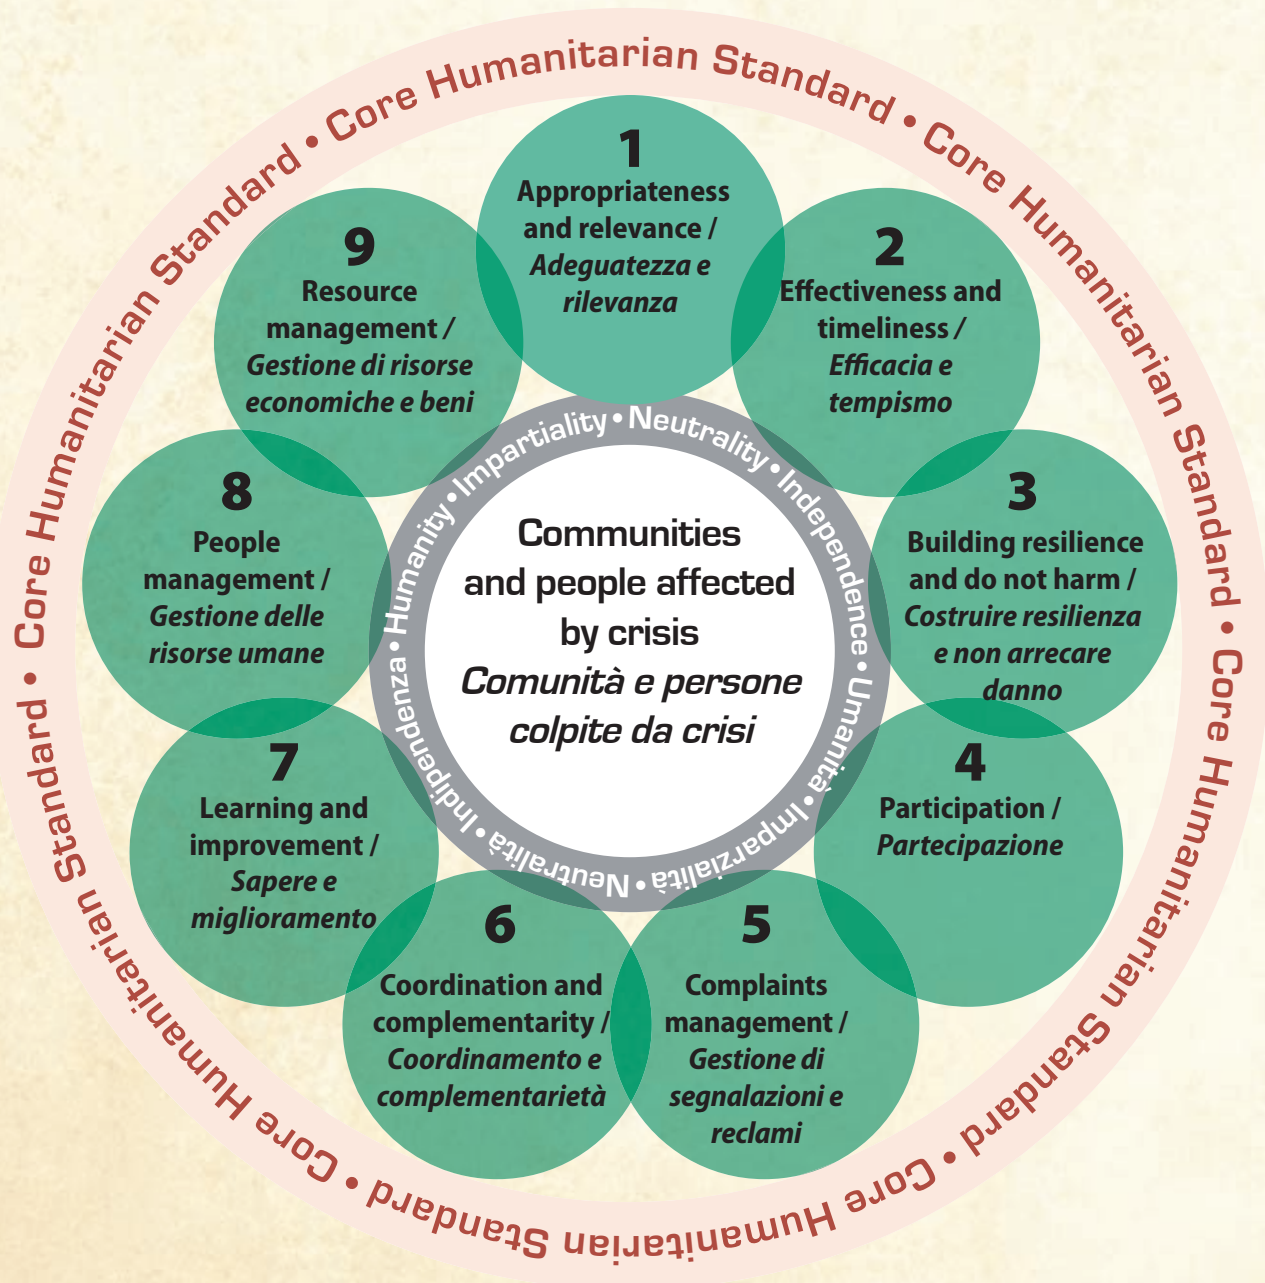 Core Humanitarian Standard • Core Humanitarian Standard • Core Humanitarian Standard • Core Humanitarian Standard • Core Humanitarian Standard • Core Humanitarian Standard •
1
Appropriateness
and relevance /
Adeguatezza e
rilevanza
2
Effectiveness and
timeliness /
Efficacia e
tempismo
3
Building resilience
and do not harm /
Costruire resilienza
e non arrecare
danno
4
Participation /
Partecipazione
5
Complaints
management /
Gestione di
segnalazioni e
reclami
6
Coordination and
complementarity /
Coordinamento e
complementarietà
7
Learning and
improvement /
Sapere e
miglioramento
8
People
management /
Gestione delle
risorse umane
9
Resource
management /
Gestione di risorse
economiche e beni
Humanity • Impartiality • Neutrality • Independence • Umanità • Imparzialità • Neutralità • Indipendenza •
Communities
and people affected
by crisis
Comunità e persone
colpite da crisi